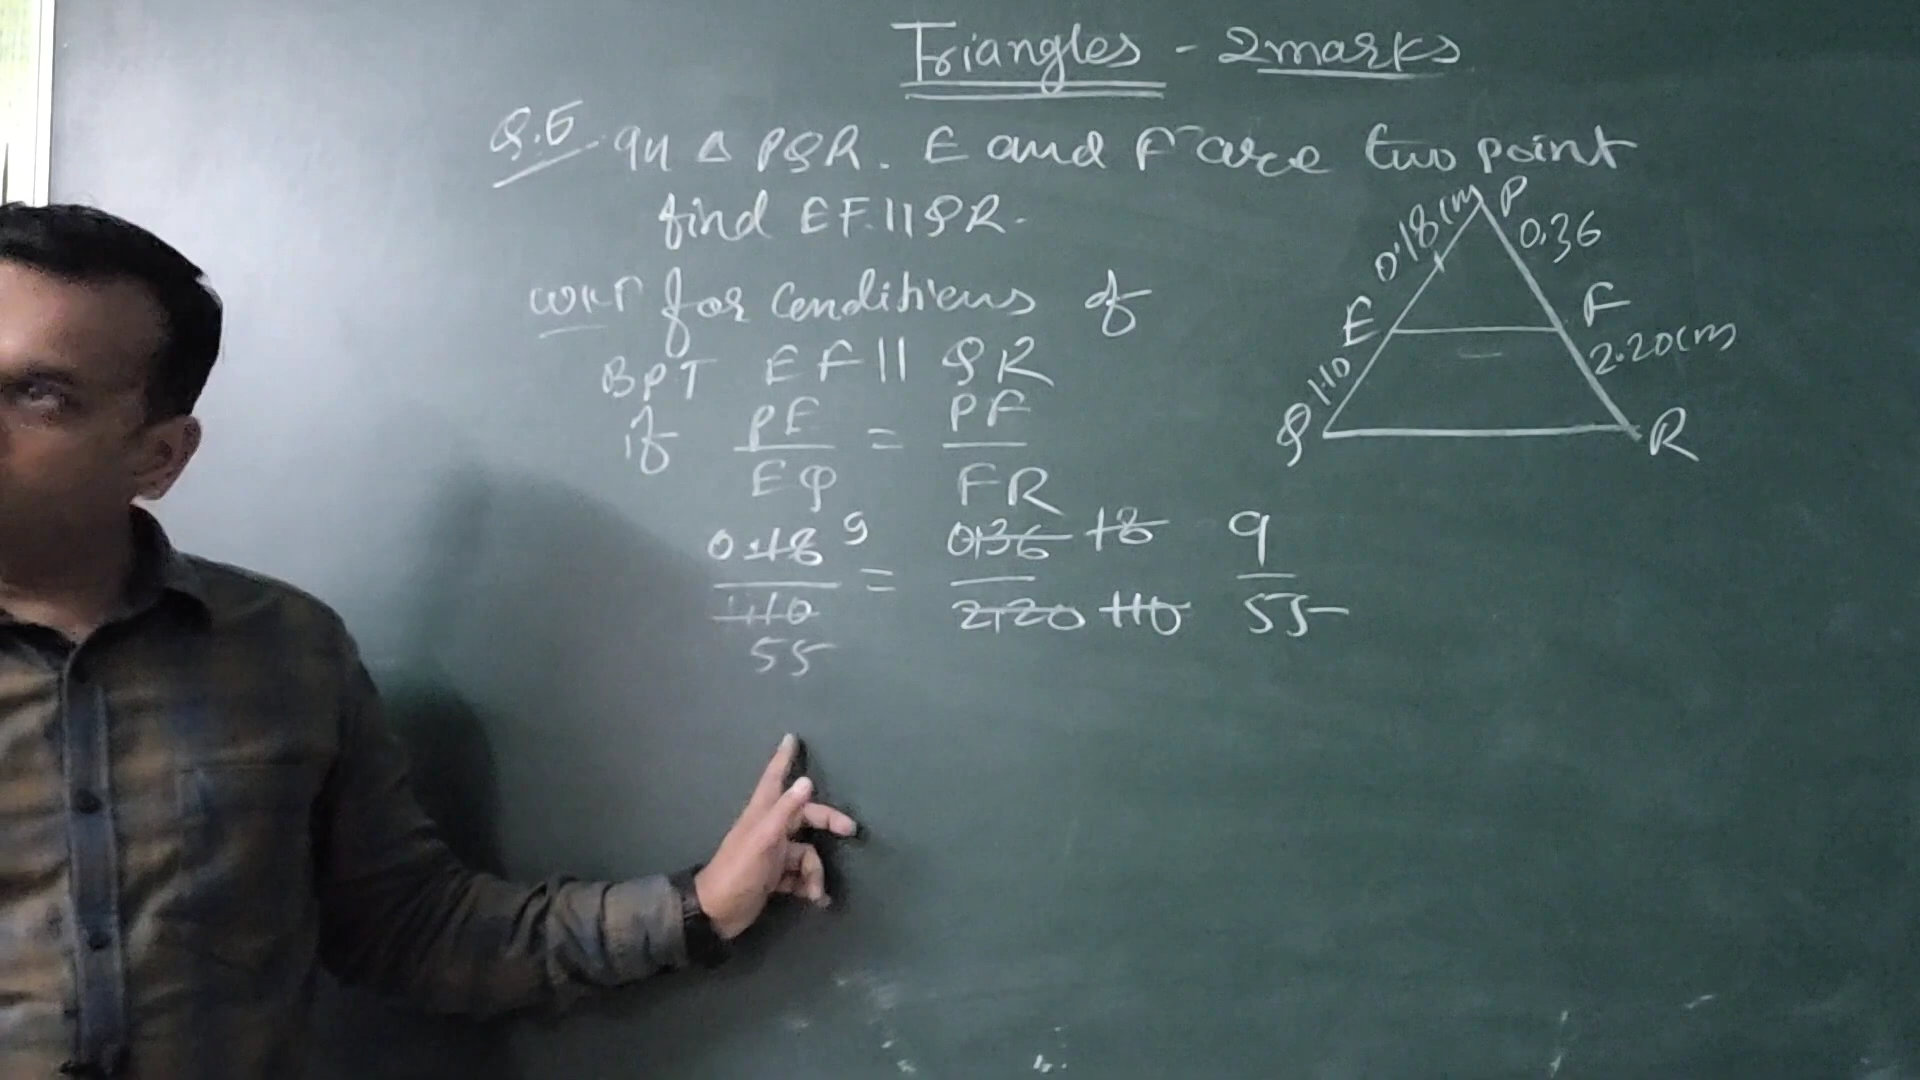 Triangles - 2marks
Q.5 In Δ PQR. E and F are two point
find EF.||QR.
WKT for Conditions of
BPT EF || QR
if PE/EQ = PF/FR
0.18 9 = 0.36 18 9
1.10 2.20 110 55
55
P
0.18cm
0.36
E
F
1.10
2.20cm
Q
R